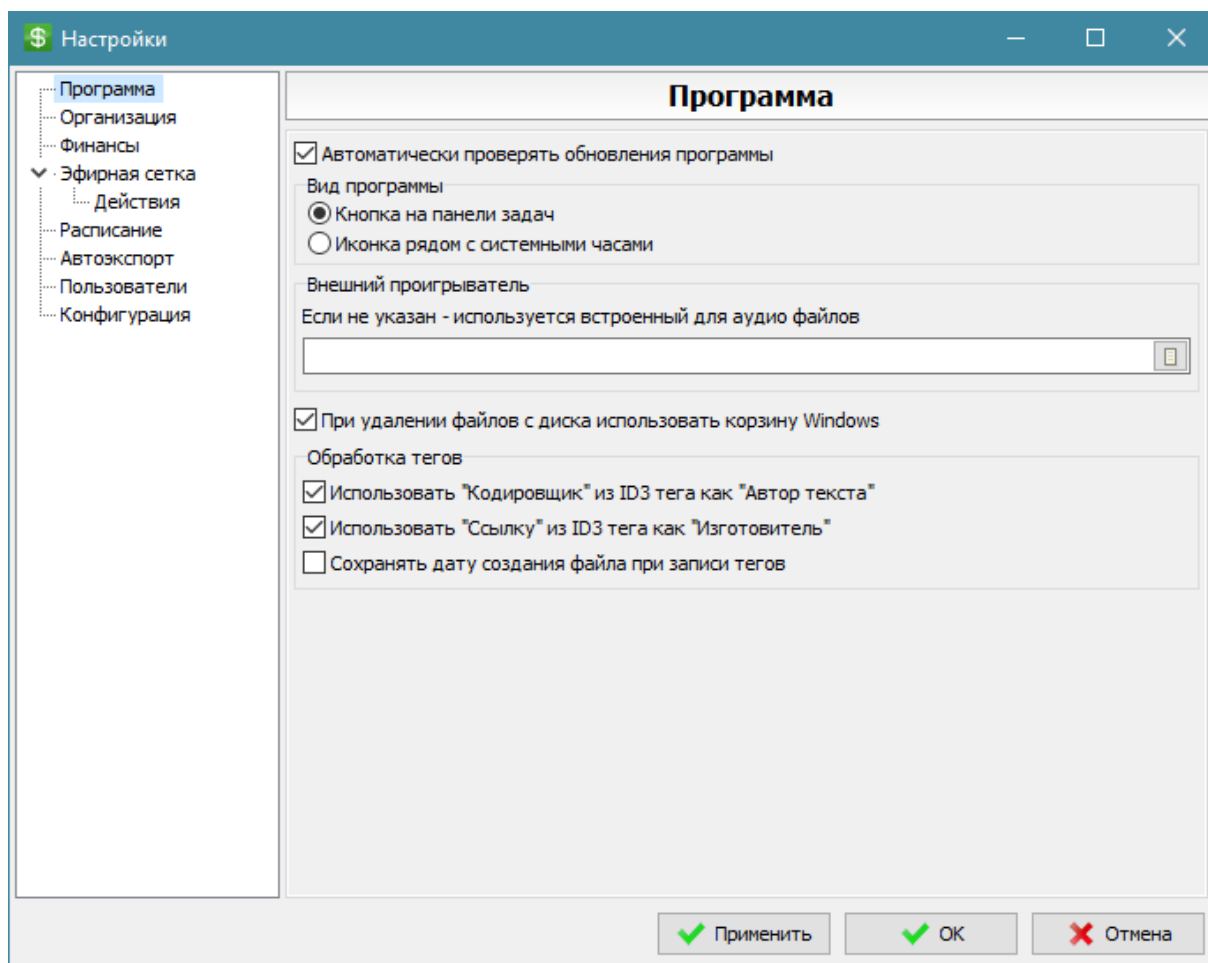 Настройки
Программа
Организация
Финансы
Эфирная сетка
Действия
Расписание
Автоэкспорт
Пользователи
Конфигурация
Программа
Автоматически проверять обновления программы
Вид программы
Кнопка на панели задач
Иконка рядом с системными часами
Внешний проигрыватель
Если не указан - используется встроенный для аудио файлов
При удалении файлов с диска использовать корзину Windows
Обработка тегов
Использовать "Кодировщик" из ID3 тега как "Автор текста"
Использовать "Ссылку" из ID3 тега как "Изготовитель"
Сохранять дату создания файла при записи тегов
Применить
OK
Отмена